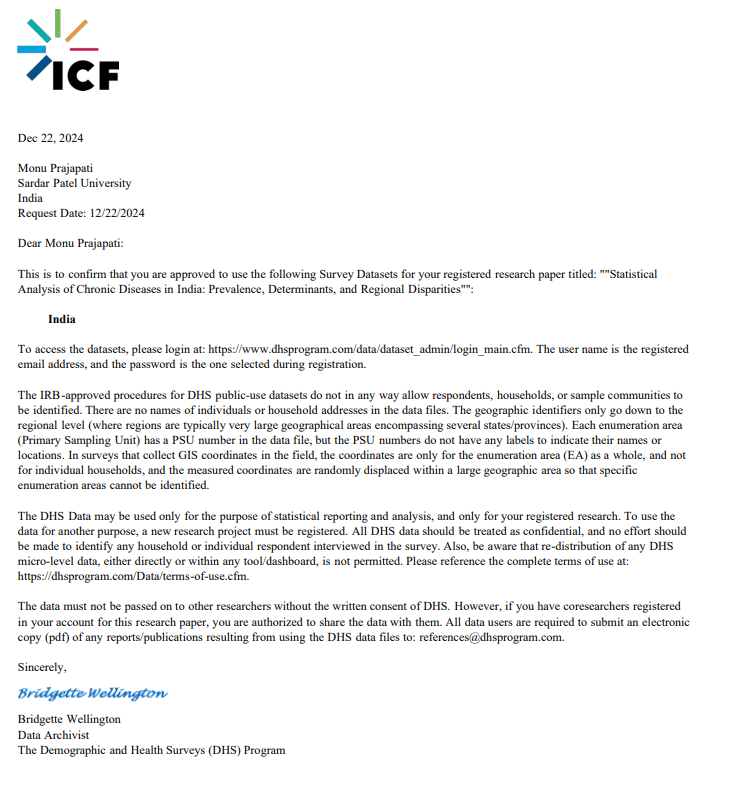 ICF
Dec 22, 2024
Monu Prajapati
Sardar Patel University
India
Request Date: 12/22/2024
Dear Monu Prajapati:
This is to confirm that you are approved to use the following Survey Datasets for your registered research paper titled: ""Statistical
Analysis of Chronic Diseases in India: Prevalence, Determinants, and Regional Disparities"":
India
To access the datasets, please login at: https://www.dhsprogram.com/data/dataset_admin/login_main.cfm. The user name is the registered
email address, and the password is the one selected during registration.
The IRB-approved procedures for DHS public-use datasets do not in any way allow respondents, households, or sample communities to
be identified. There are no names of individuals or household addresses in the data files. The geographic identifiers only go down to the
regional level (where regions are typically very large geographical areas encompassing several states/provinces). Each enumeration area
(Primary Sampling Unit) has a PSU number in the data file, but the PSU numbers do not have any labels to indicate their names or
locations. In surveys that collect GIS coordinates in the field, the coordinates are only for the enumeration area (EA) as a whole, and not
for individual households, and the measured coordinates are randomly displaced within a large geographic area so that specific
enumeration areas cannot be identified.
The DHS Data may be used only for the purpose of statistical reporting and analysis, and only for your registered research. To use the
data for another purpose, a new research project must be registered. All DHS data should be treated as confidential, and no effort should
be made to identify any household or individual respondent interviewed in the survey. Also, be aware that re-distribution of any DHS
micro-level data, either directly or within any tool/dashboard, is not permitted. Please reference the complete terms of use at:
https://dhsprogram.com/Data/terms-of-use.cfm.
The data must not be passed on to other researchers without the written consent of DHS. However, if you have coresearchers registered
in your account for this research paper, you are authorized to share the data with them. All data users are required to submit an electronic
copy (pdf) of any reports/publications resulting from using the DHS data files to: references@dhsprogram.com.
Sincerely,
Bridgette Wellington
Bridgette Wellington
Data Archivist
The Demographic and Health Surveys (DHS) Program